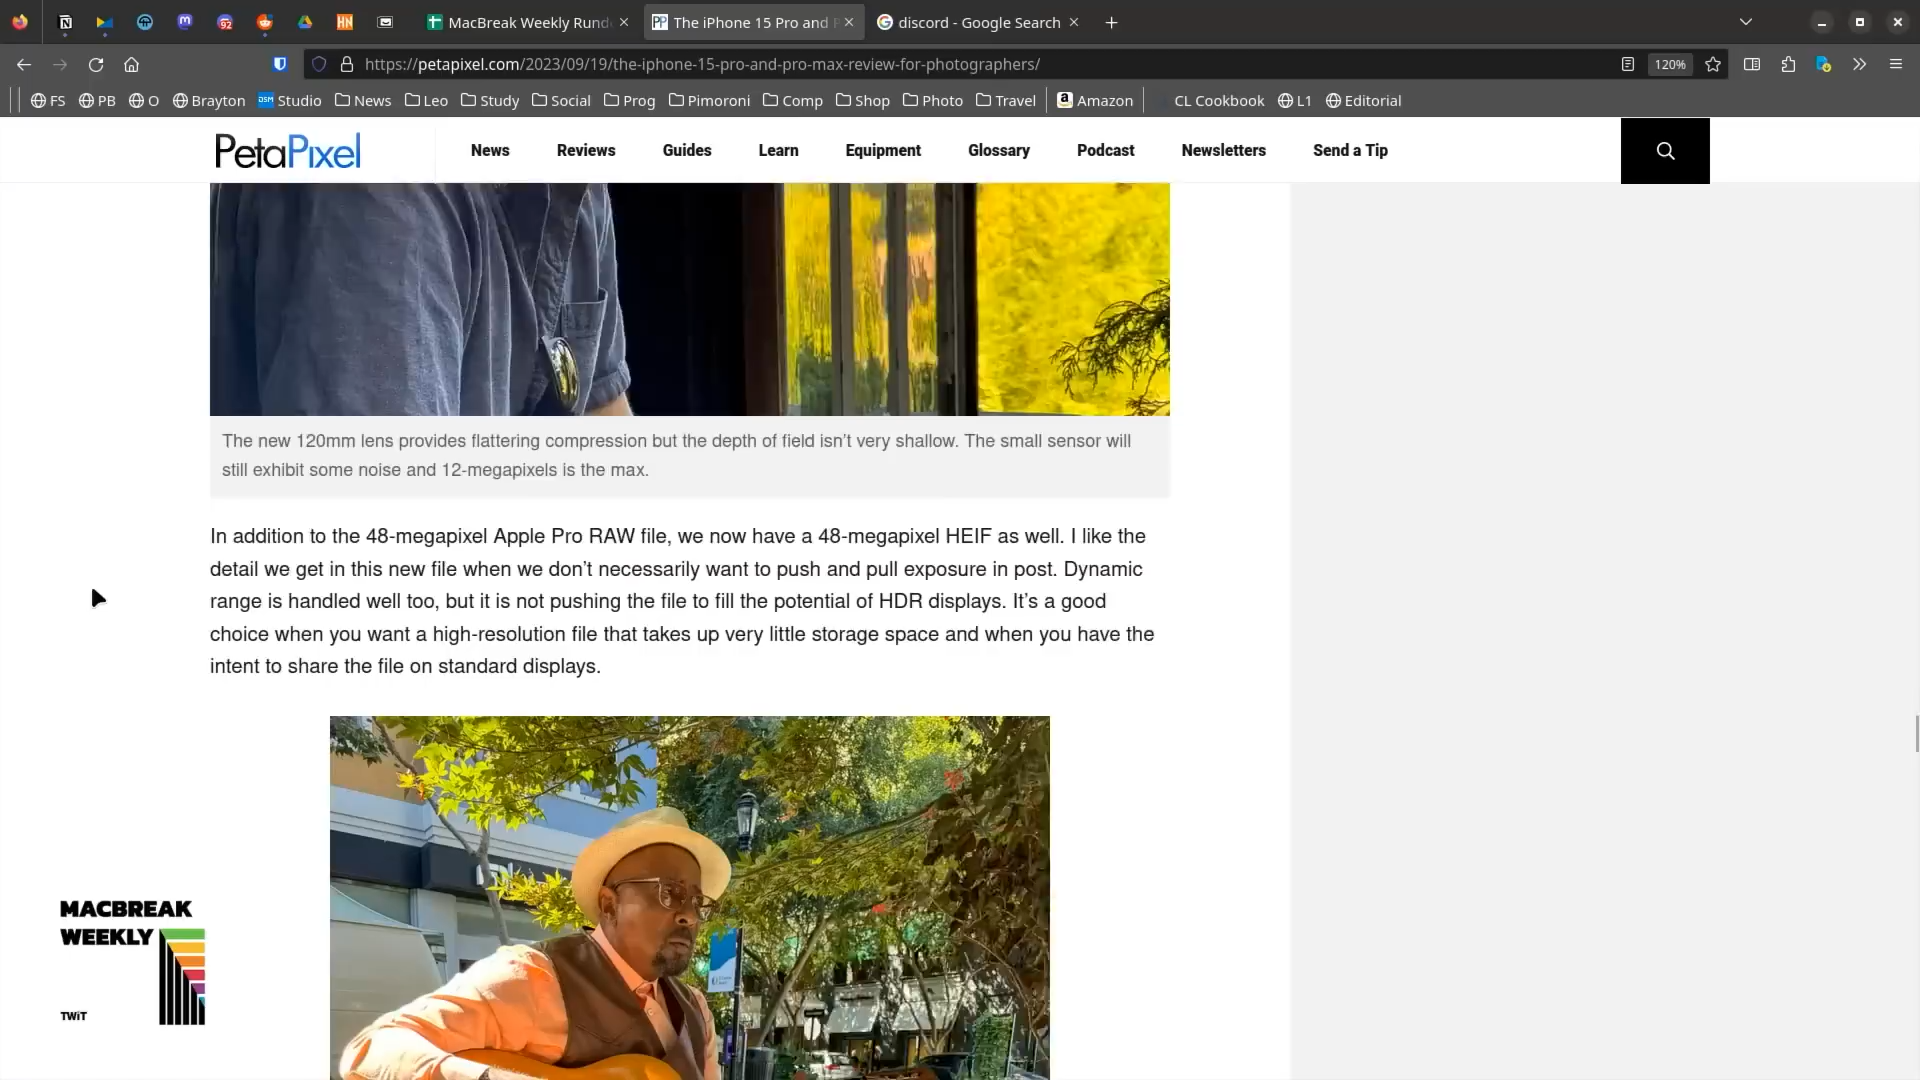 MacBreak Weekly Rund
The iPhone 15 Pro and P
discord - Google Search
https://petapixel.com/2023/09/19/the-iphone-15-pro-and-pro-max-review-for-photographers/
120%
FS
PB
O
Brayton
DSM Studio
News
Leo
Study
Social
Prog
Pimoroni
Comp
Shop
Photo
Travel
Amazon
CL Cookbook
L1
Editorial
PetaPixel
News
Reviews
Guides
Learn
Equipment
Glossary
Podcast
Newsletters
Send a Tip
The new 120mm lens provides flattering compression but the depth of field isn’t very shallow. The small sensor will
still exhibit some noise and 12-megapixels is the max.
In addition to the 48-megapixel Apple Pro RAW file, we now have a 48-megapixel HEIF as well. I like the
detail we get in this new file when we don’t necessarily want to push and pull exposure in post. Dynamic
range is handled well too, but it is not pushing the file to fill the potential of HDR displays. It’s a good
choice when you want a high-resolution file that takes up very little storage space and when you have the
intent to share the file on standard displays.
MACBREAK
WEEKLY
TWiT